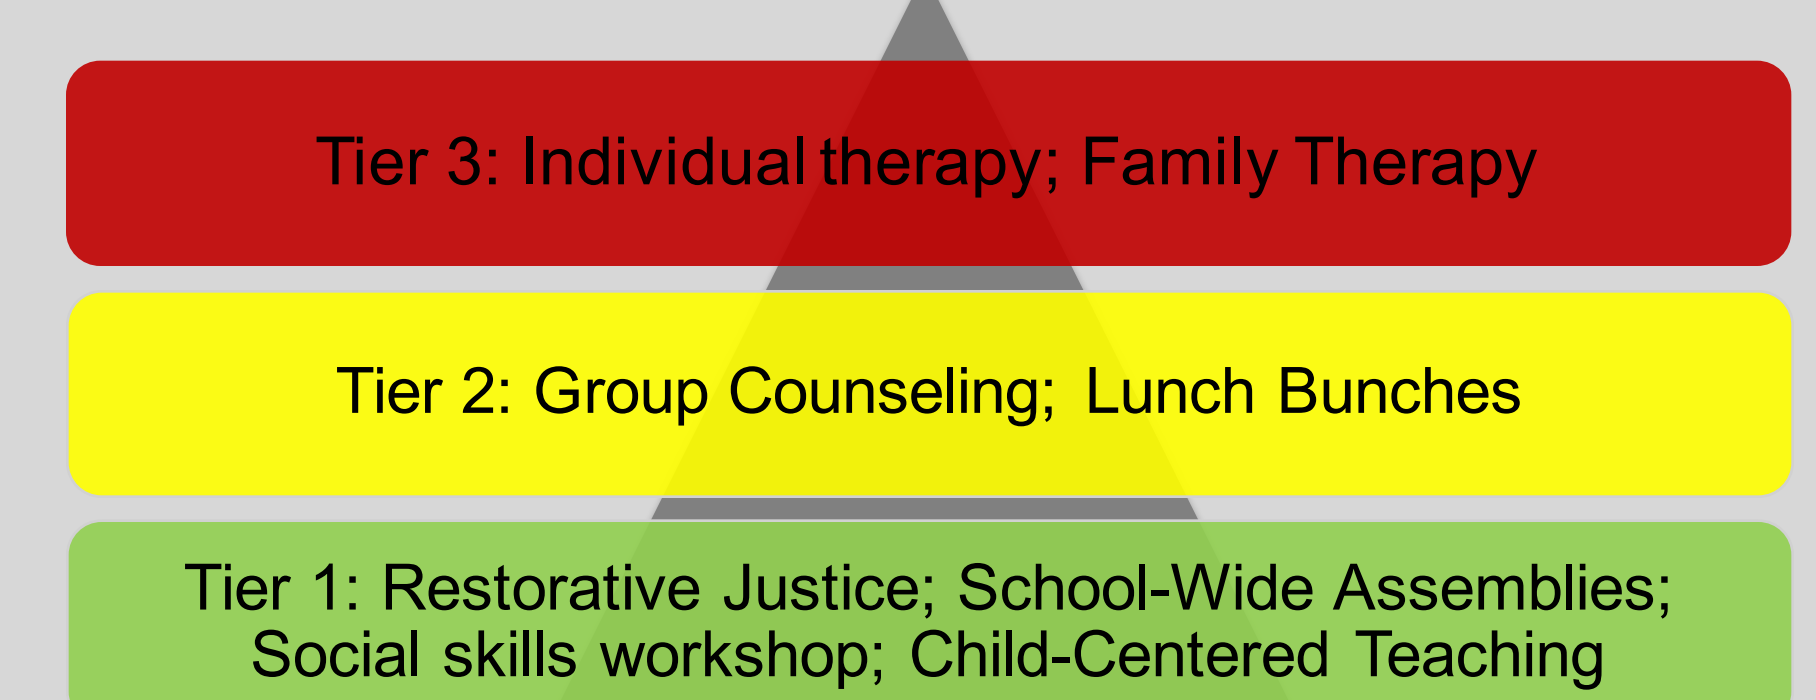 Tier 3: Individual therapy; Family Therapy
Tier 2: Group Counseling; Lunch Bunches
Tier 1: Restorative Justice; School-Wide Assemblies;
Social skills workshop; Child-Centered Teaching